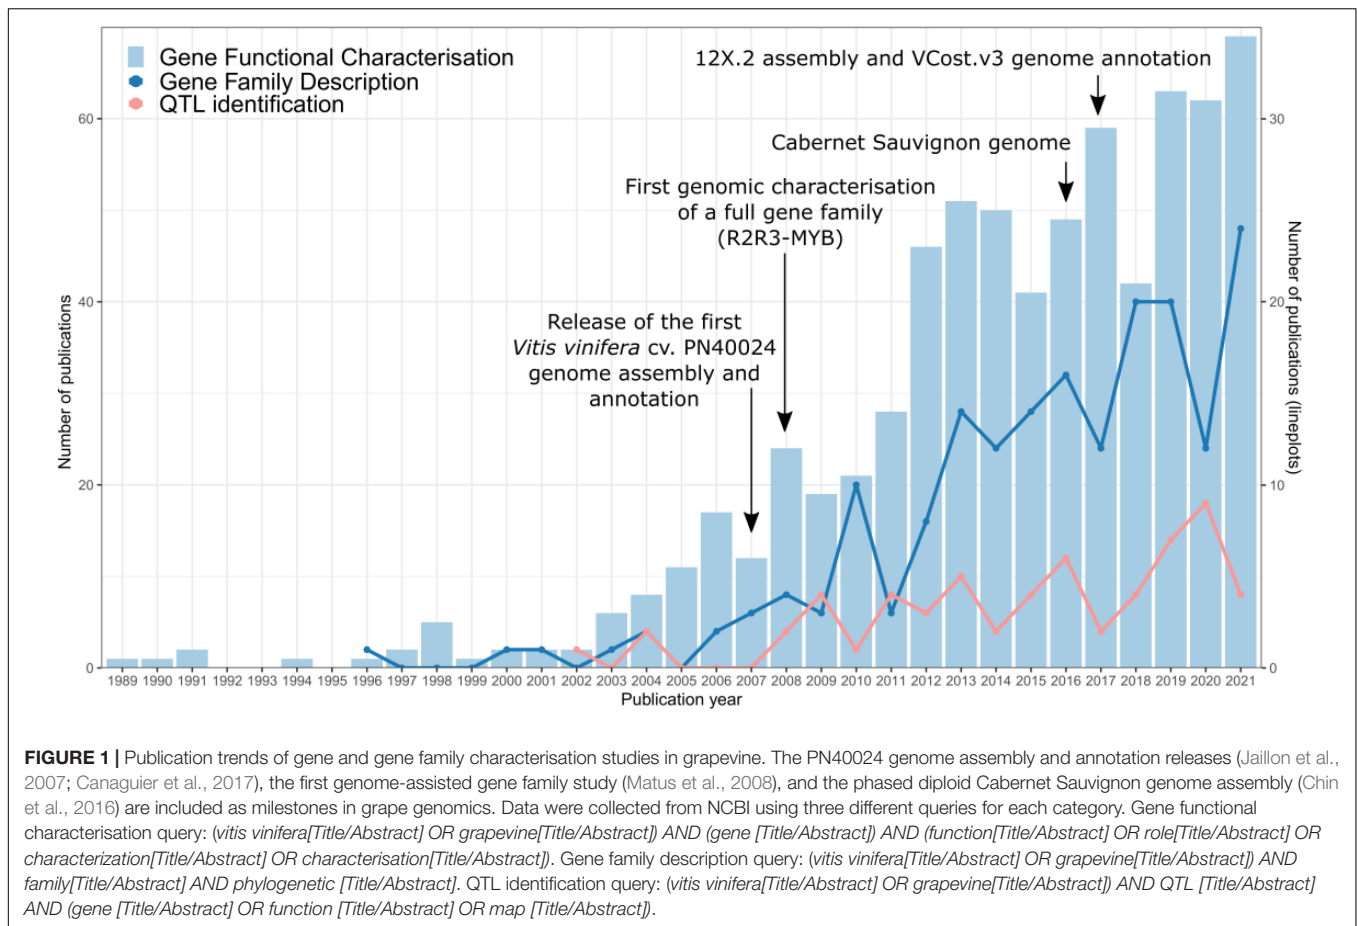 Gene Functional Characterisation
Gene Family Description
QTL identification
12X.2 assembly and VCost.v3 genome annotation
Cabernet Sauvignon genome
First genomic characterisation
of a full gene family
(R2R3-MYB)
Release of the first
Vitis vinifera cv. PN40024
genome assembly and
annotation
Number of publications
60
40
20
0
30
20
10
0
Number of publications (lineplots)
1989 1990 1991 1992 1993 1994 1995 1996 1997 1998 1999 2000 2001 2002 2003 2004 2005 2006 2007 2008 2009 2010 2011 2012 2013 2014 2015 2016 2017 2018 2019 2020 2021
Publication year
FIGURE 1 | Publication trends of gene and gene family characterisation studies in grapevine. The PN40024 genome assembly and annotation releases (Jaillon et al.,
2007; Canaguier et al., 2017), the first genome-assisted gene family study (Matus et al., 2008), and the phased diploid Cabernet Sauvignon genome assembly (Chin
et al., 2016) are included as milestones in grape genomics. Data were collected from NCBI using three different queries for each category. Gene functional
characterisation query: (vitis vinifera[Title/Abstract] OR grapevine[Title/Abstract]) AND (gene [Title/Abstract]) AND (function[Title/Abstract] OR role[Title/Abstract] OR
characterization[Title/Abstract] OR characterisation[Title/Abstract]). Gene family description query: (vitis vinifera[Title/Abstract] OR grapevine[Title/Abstract]) AND
family[Title/Abstract] AND phylogenetic [Title/Abstract]. QTL identification query: (vitis vinifera[Title/Abstract] OR grapevine[Title/Abstract]) AND QTL [Title/Abstract]
AND (gene [Title/Abstract] OR function [Title/Abstract] OR map [Title/Abstract]).